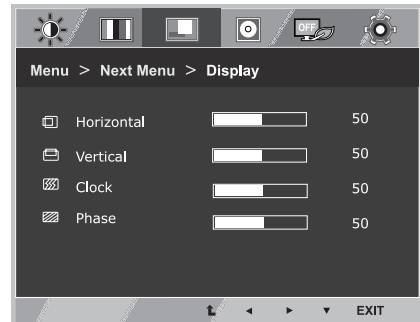 OFF
Menu > Next Menu > Display
Horizontal 50
Vertical 50
Clock 50
Phase 50
EXIT